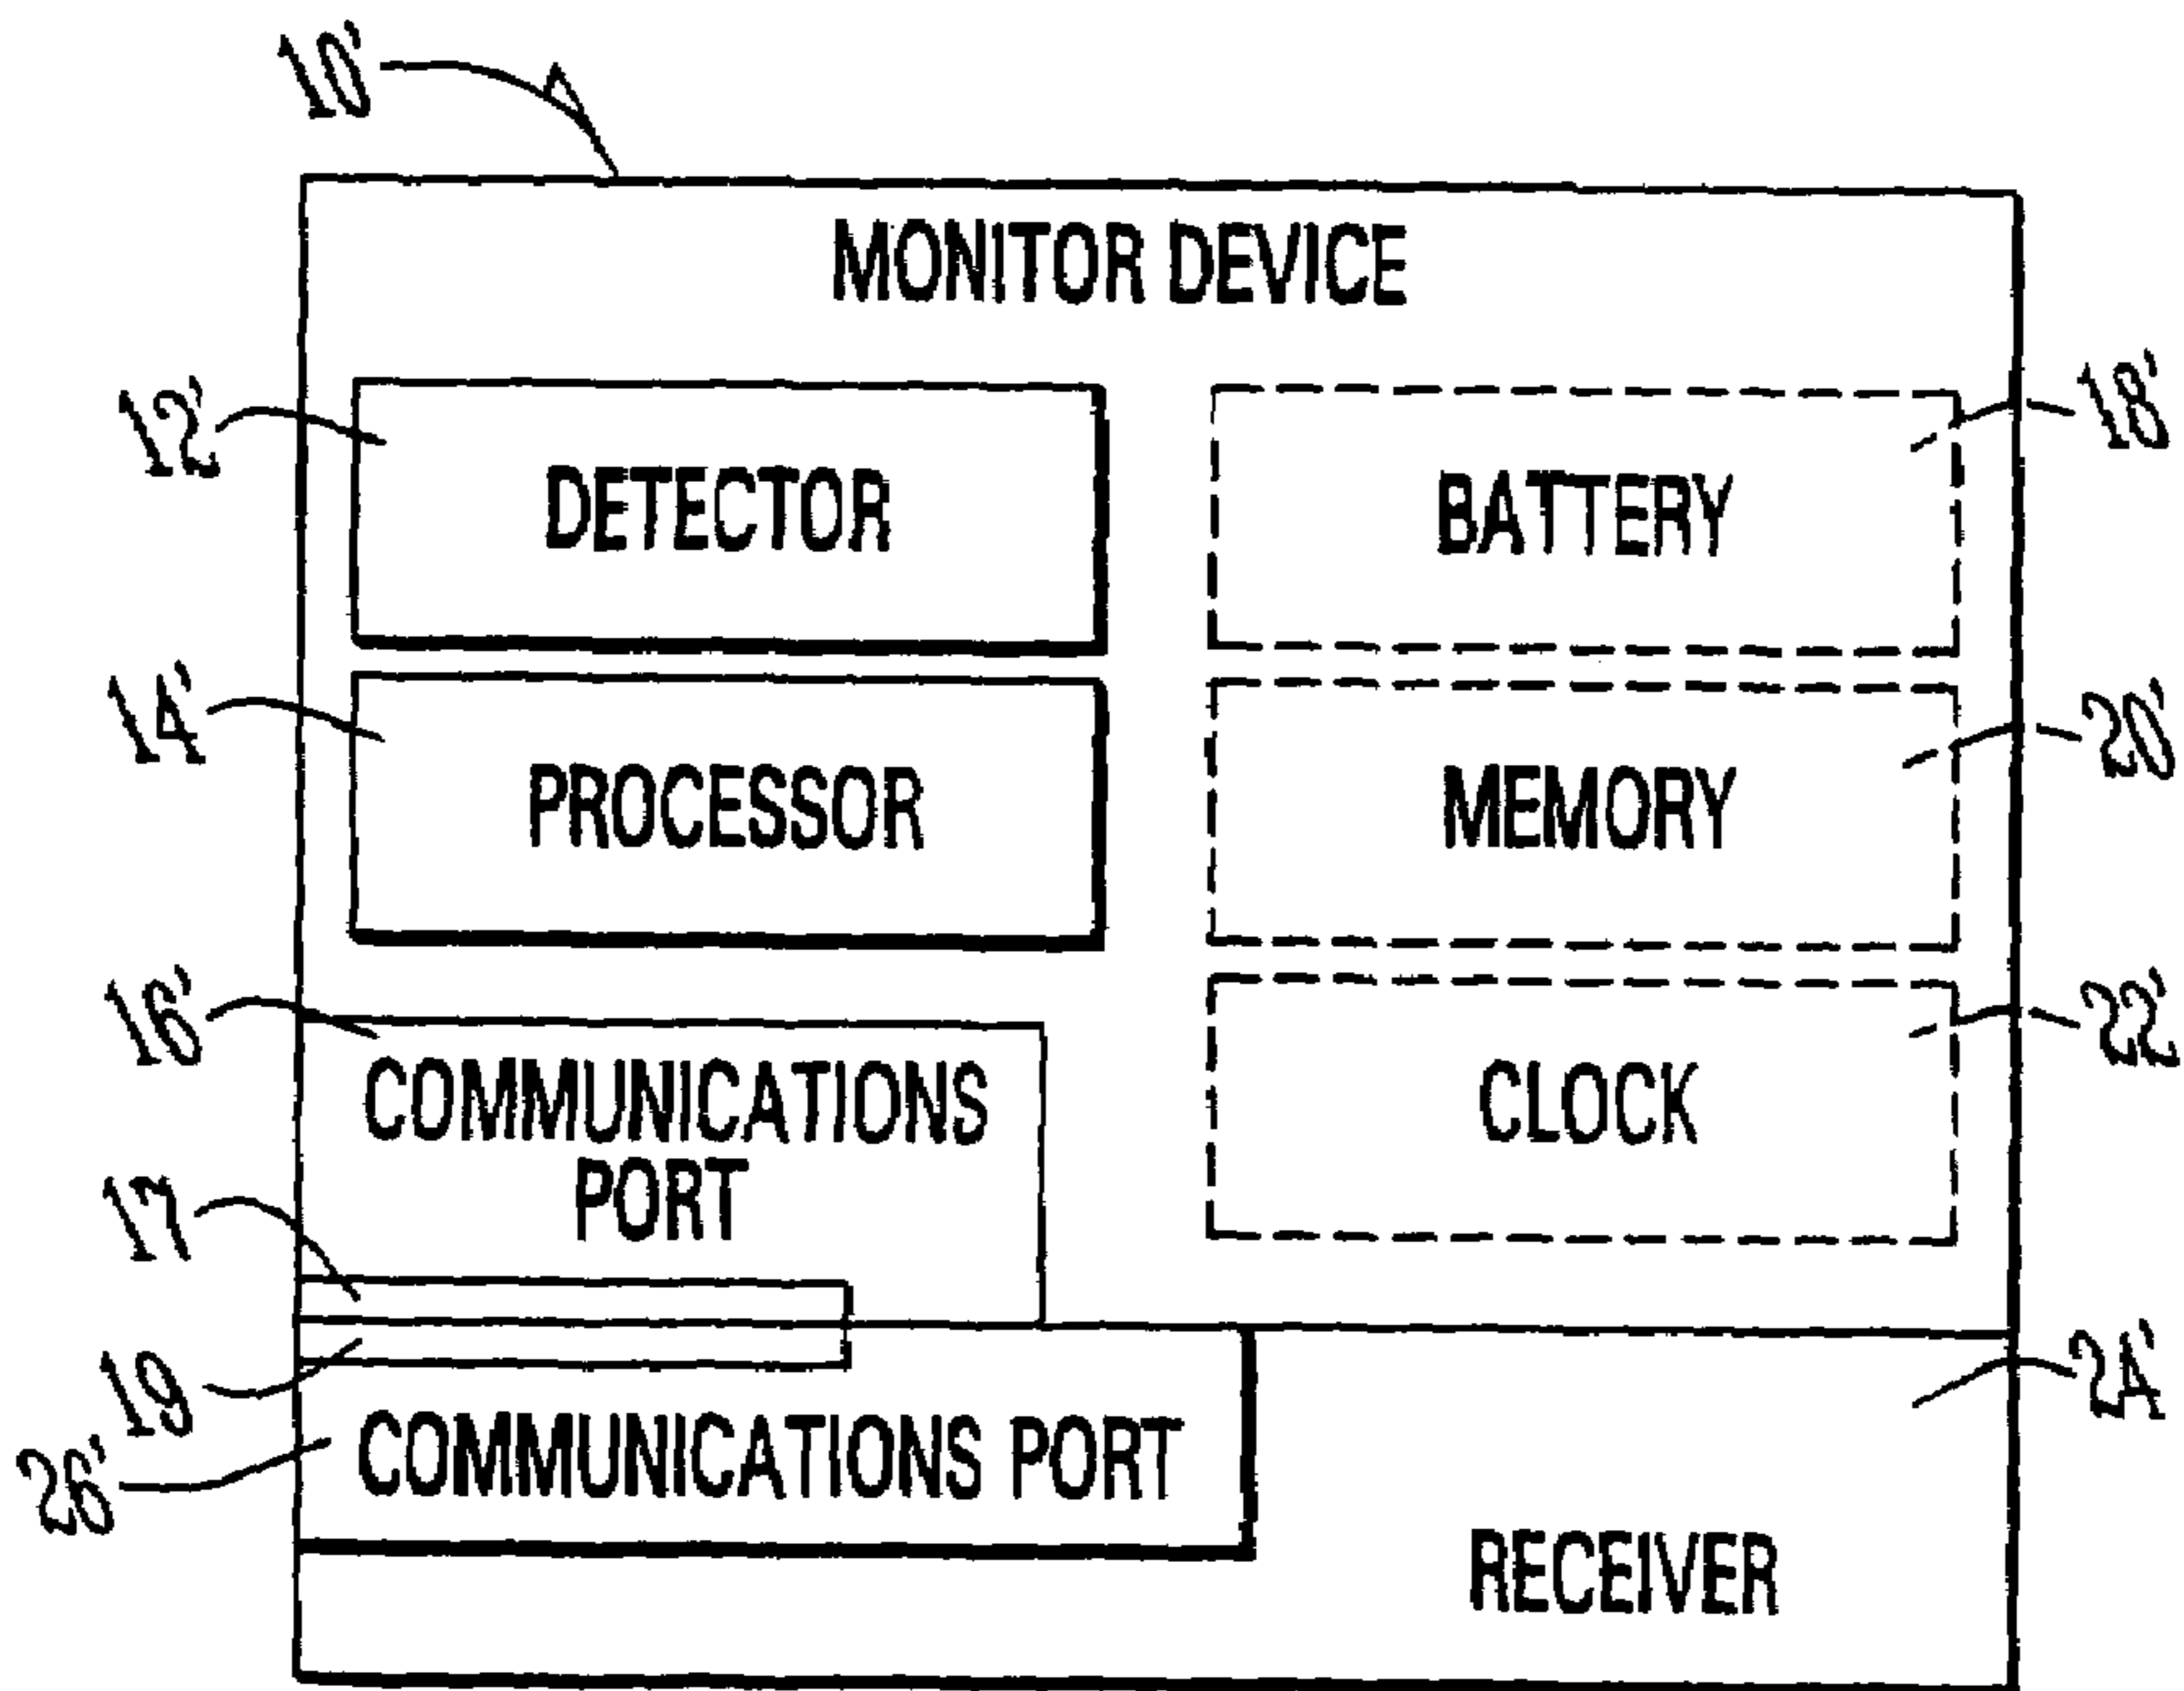 10'
MONITOR DEVICE
12'
18'
DETECTOR
BATTERY
14'
20'
PROCESSOR
MEMORY
16'
22'
COMMUNICATIONS
PORT
CLOCK
17
19
24'
26'
COMMUNICATIONS PORT
RECEIVER